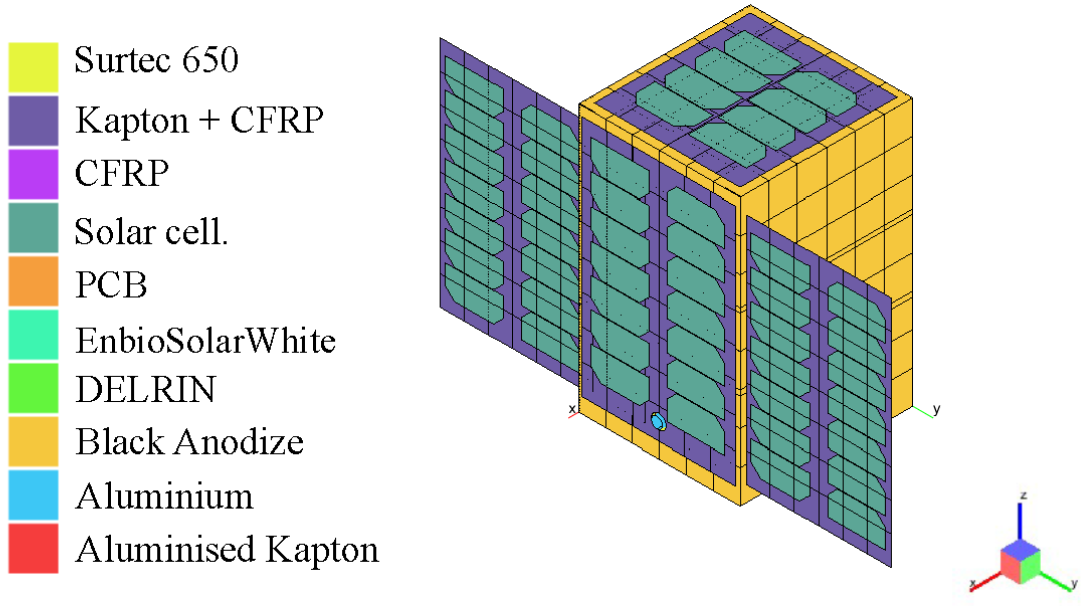 Surtec 650
Kapton + CFRP
CFRP
Solar cell.
PCB
EnbioSolarWhite
DELRIN
Black Anodize
Aluminium
Aluminised Kapton
x
y
z
x
y